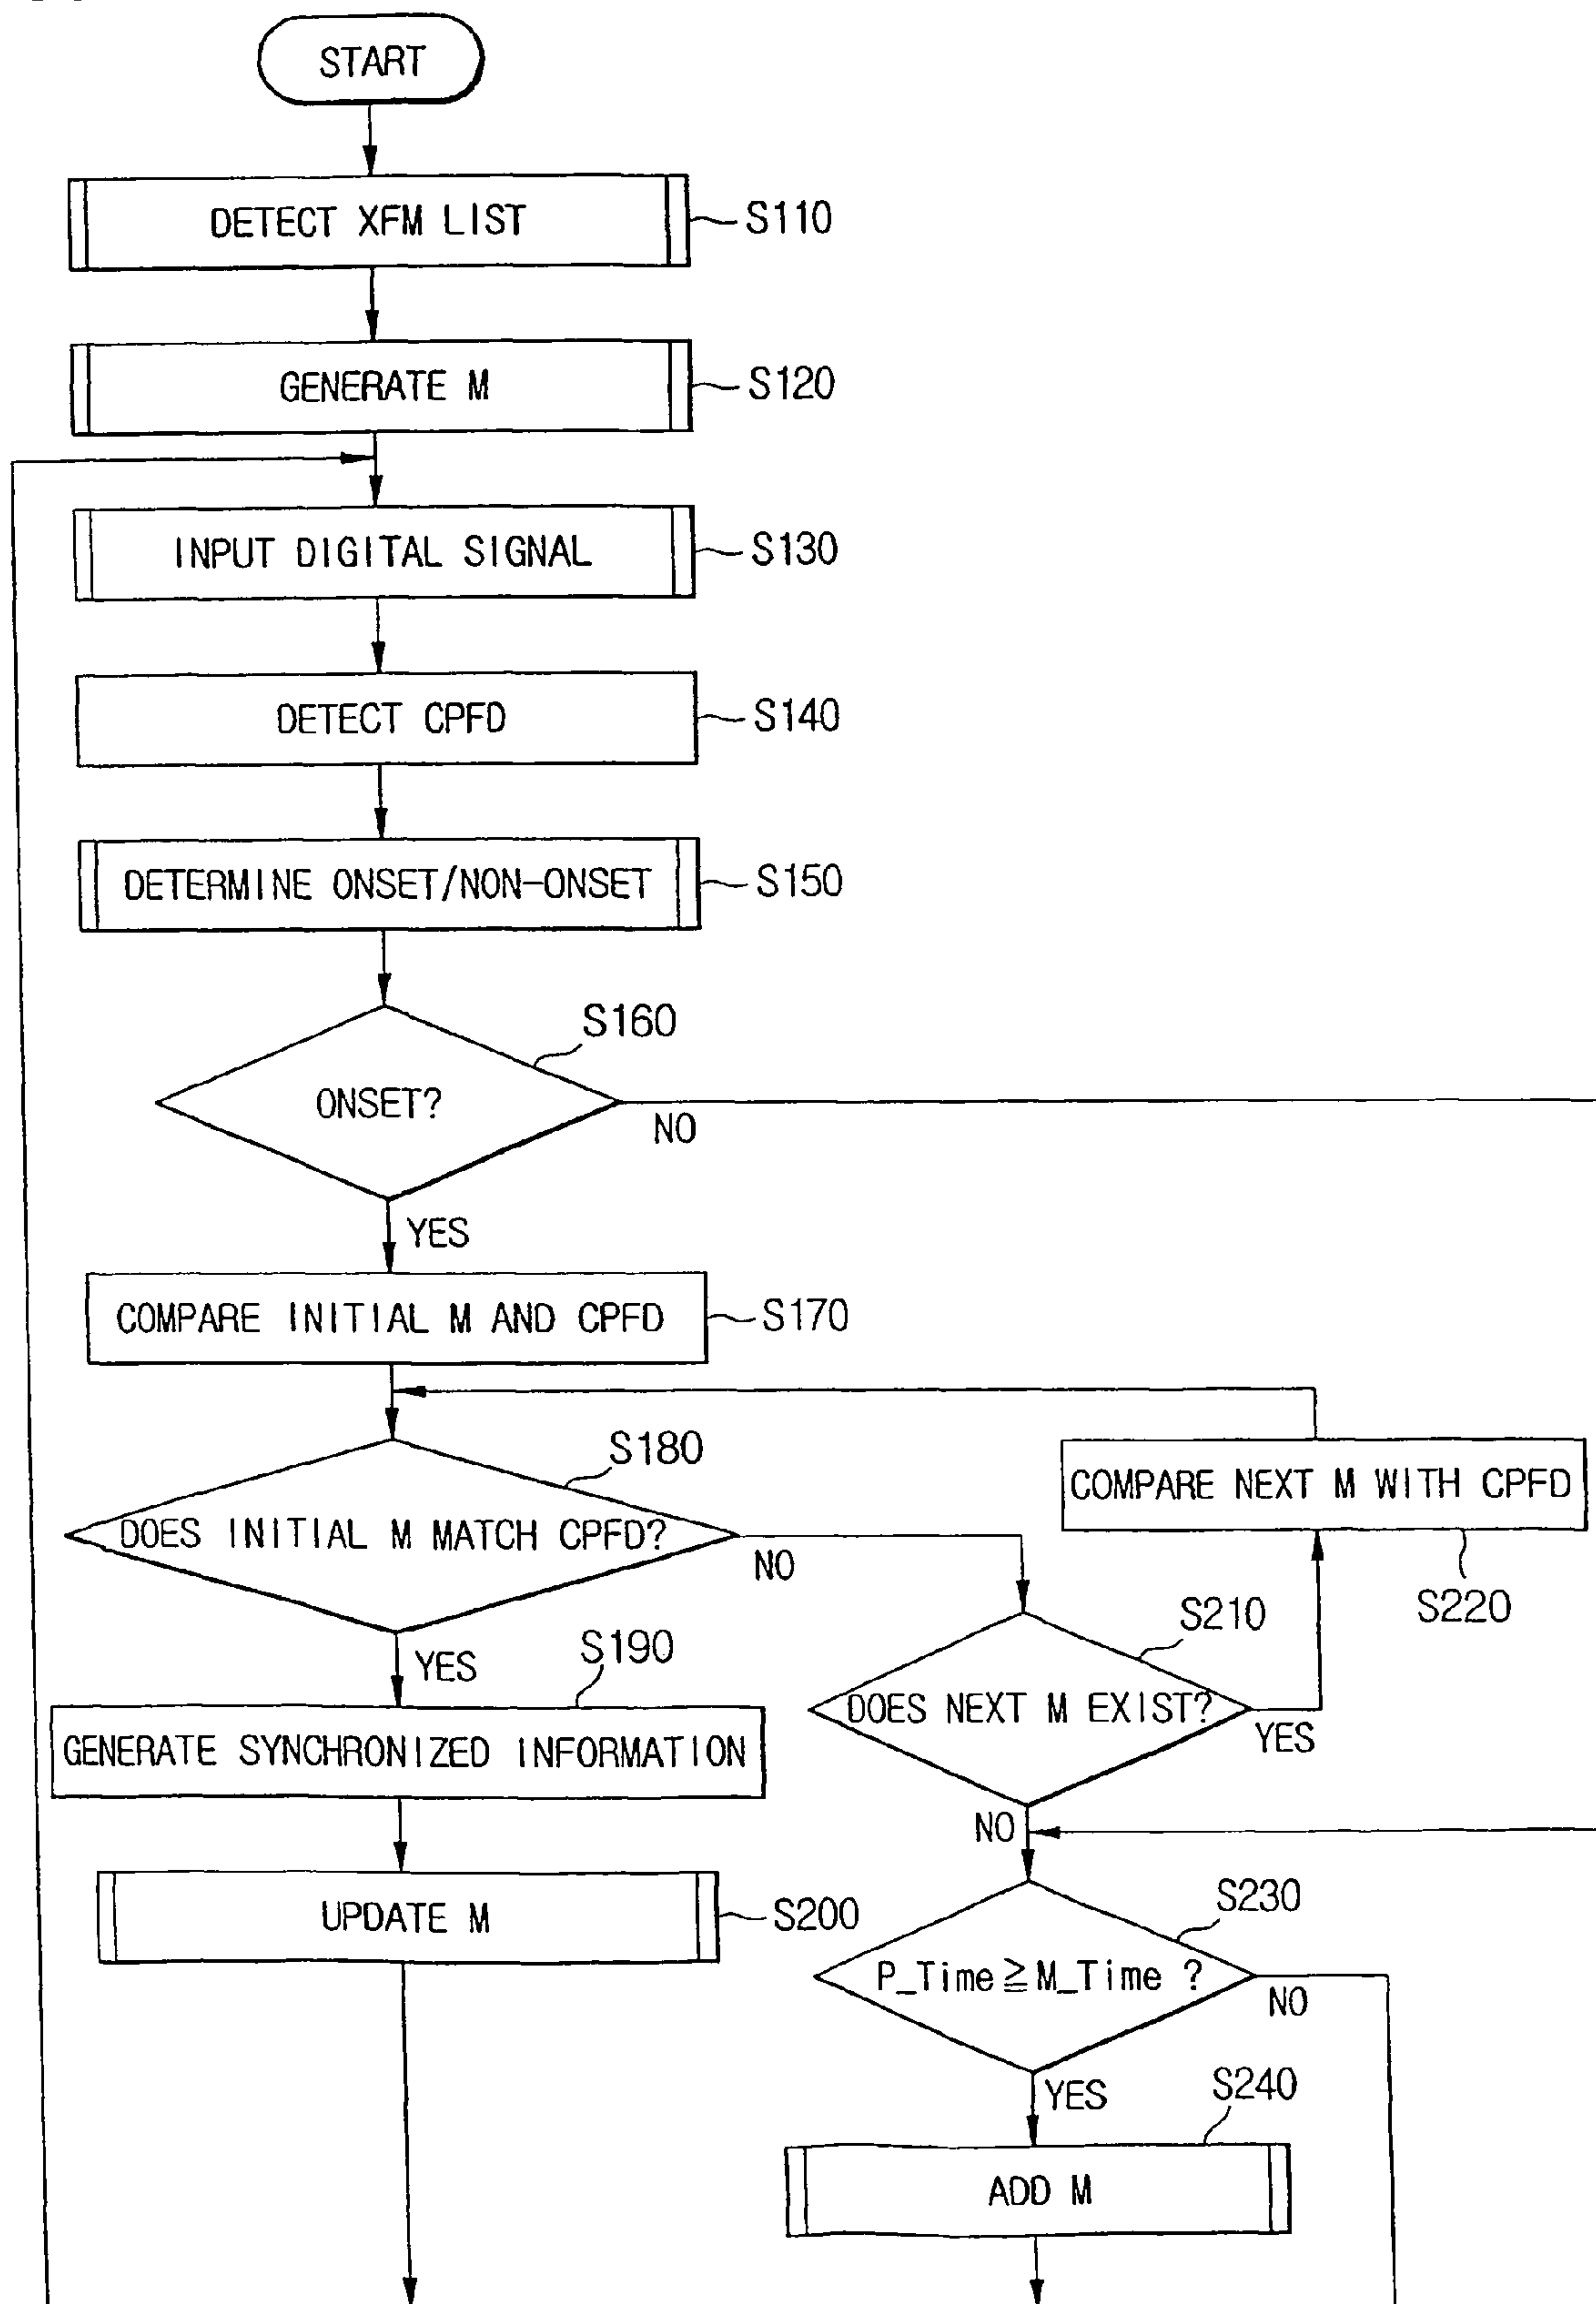 START
DETECT XFM LIST
S110
GENERATE M
S120
INPUT DIGITAL SIGNAL
S130
DETECT CPFD
S140
DETERMINE ONSET/NON-ONSET
S150
S160
ONSET?
NO
YES
COMPARE INITIAL M AND CPFD
S170
S180
DOES INITIAL M MATCH CPFD?
NO
COMPARE NEXT M WITH CPFD
S220
S210
DOES NEXT M EXIST?
YES
NO
YES
S190
GENERATE SYNCHRONIZED INFORMATION
UPDATE M
S200
S230
P_Time≧M_Time ?
NO
YES
S240
ADD M